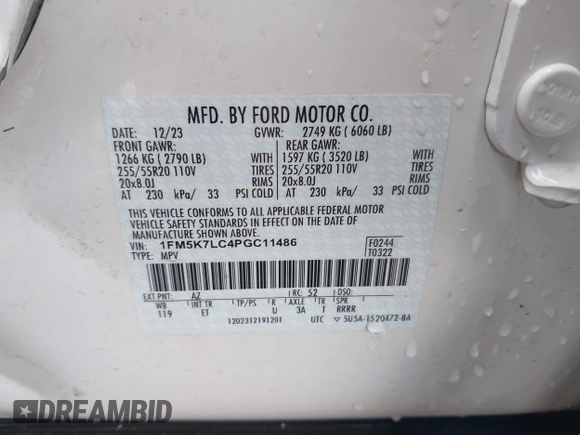 MFD. BY FORD MOTOR CO.
DATE: 12/23 GVWR: 2749 KG ( 6060 LB)
FRONT GAWR: REAR GAWR:
1266 KG ( 2790 LB) WITH 1597 KG ( 3520 LB) WITH
255/55R20 110V TIRES 255/55R20 110V TIRES
20x8.0J RIMS 20x8.0J RIMS
AT 230 kPa/ 33 PSI COLD AT 230 kPa/ 33 PSI COLD
THIS VEHICLE CONFORMS TO ALL APPLICABLE FEDERAL MOTOR
VEHICLE SAFETY STANDARDS IN EFFECT ON THE DATE OF
MANUFACTURE SHOWN ABOVE.
VIN: 1FM5K7LC4PGC11486 F0244
TYPE: MPV T0322
EXT PNT: AZ RC: 52 DSO:
WB INT TR TP/PS R AXLE TR SPR
119 ET U 3A T RRRR
1202312191201 UTC 5U5A-1520472-BA
DREAMBID